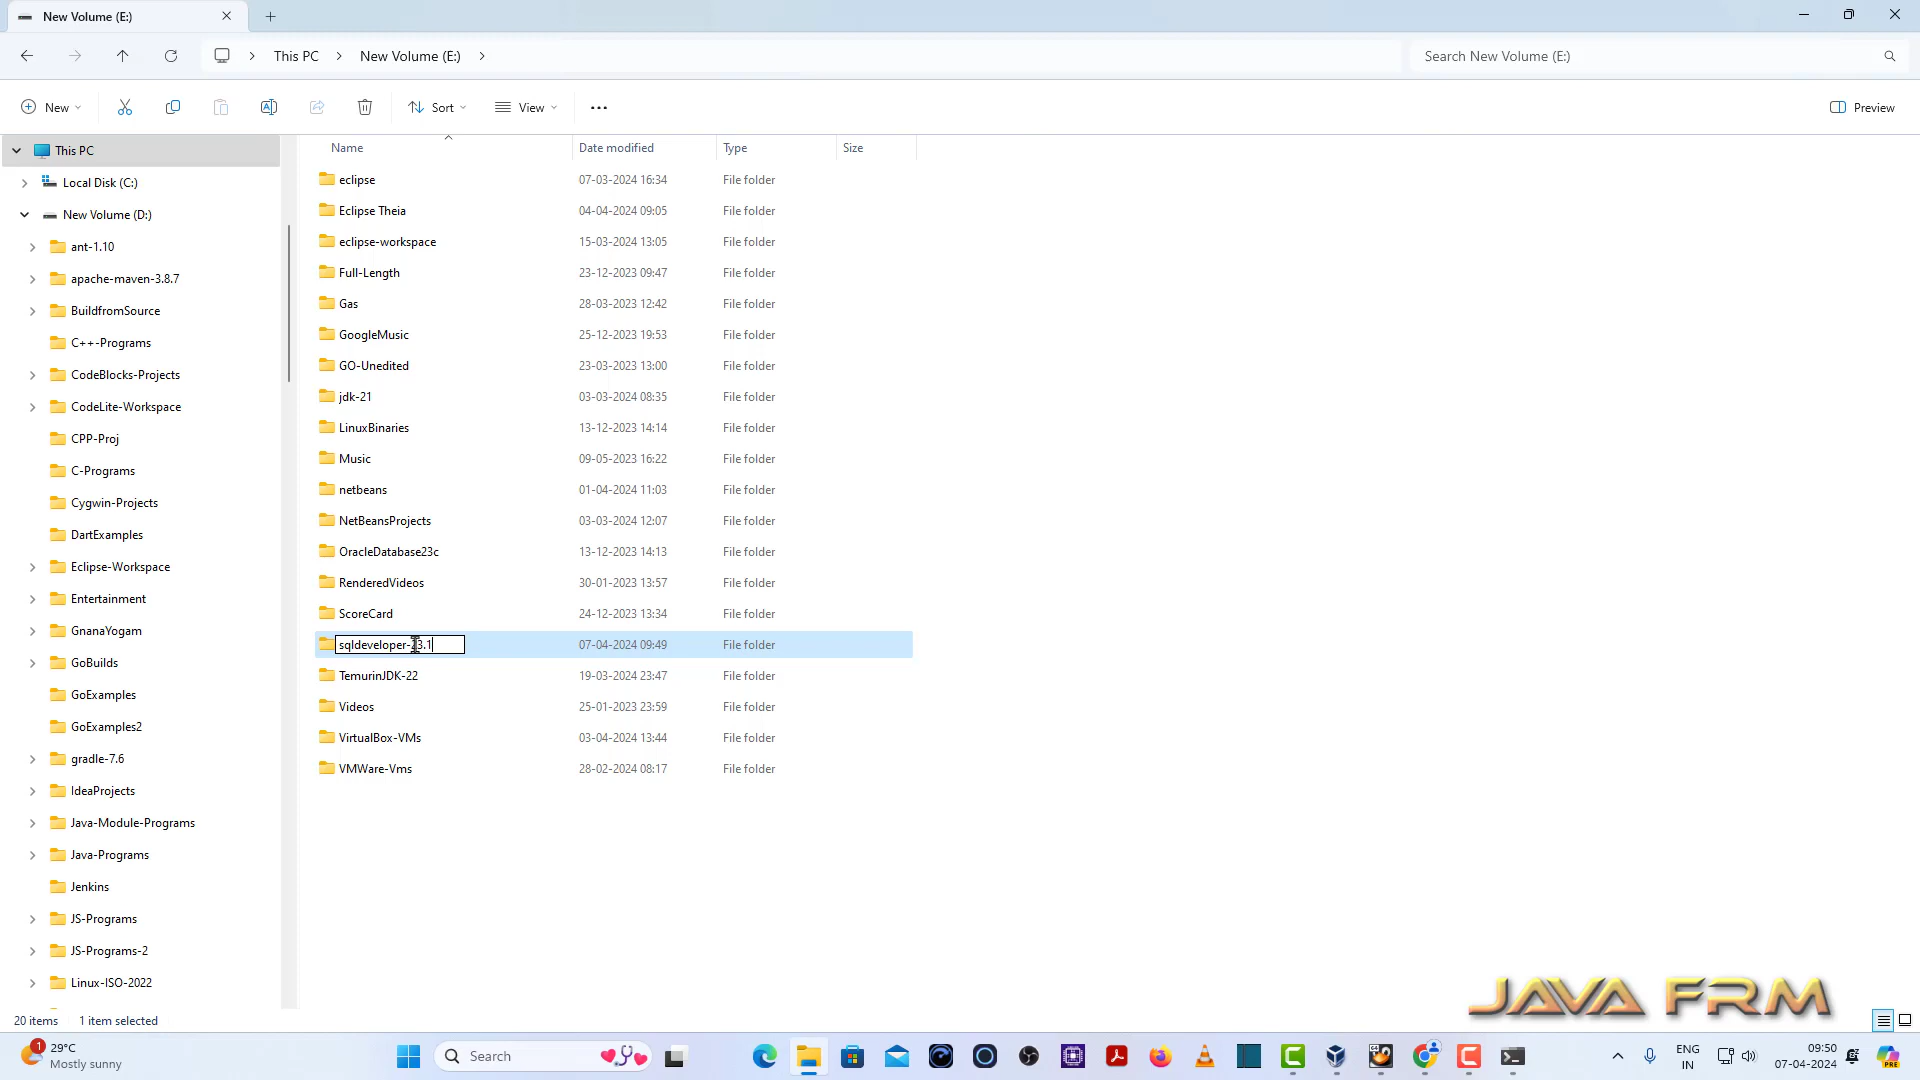 New Volume (E:)
This PC
New Volume (E:)
Search New Volume (E:)
New
Sort
View
Preview
This PC
Local Disk (C:)
New Volume (D:)
ant-1.10
apache-maven-3.8.7
BuildfromSource
C++-Programs
CodeBlocks-Projects
CodeLite-Workspace
CPP-Proj
C-Programs
Cygwin-Projects
DartExamples
Eclipse-Workspace
Entertainment
GnanaYogam
GoBuilds
GoExamples
GoExamples2
gradle-7.6
IdeaProjects
Java-Module-Programs
Java-Programs
Jenkins
JS-Programs
JS-Programs-2
Linux-ISO-2022
Name Date modified Type Size
eclipse 07-03-2024 16:34 File folder
Eclipse Theia 04-04-2024 09:05 File folder
eclipse-workspace 15-03-2024 13:05 File folder
Full-Length 23-12-2023 09:47 File folder
Gas 28-03-2023 12:42 File folder
GoogleMusic 25-12-2023 19:53 File folder
GO-Unedited 23-03-2023 13:00 File folder
jdk-21 03-03-2024 08:35 File folder
LinuxBinaries 13-12-2023 14:14 File folder
Music 09-05-2023 16:22 File folder
netbeans 01-04-2024 11:03 File folder
NetBeansProjects 03-03-2024 12:07 File folder
OracleDatabase23c 13-12-2023 14:13 File folder
RenderedVideos 30-01-2023 13:57 File folder
ScoreCard 24-12-2023 13:34 File folder
sqldeveloper-23.1 07-04-2024 09:49 File folder
TemurinJDK-22 19-03-2024 23:47 File folder
Videos 25-01-2023 23:59 File folder
VirtualBox-VMs 03-04-2024 13:44 File folder
VMWare-Vms 28-02-2024 08:17 File folder
JAVA FRM
20 items 1 item selected
1
29°C
Mostly sunny
Search
ENG
IN
09:50
07-04-2024
PRE